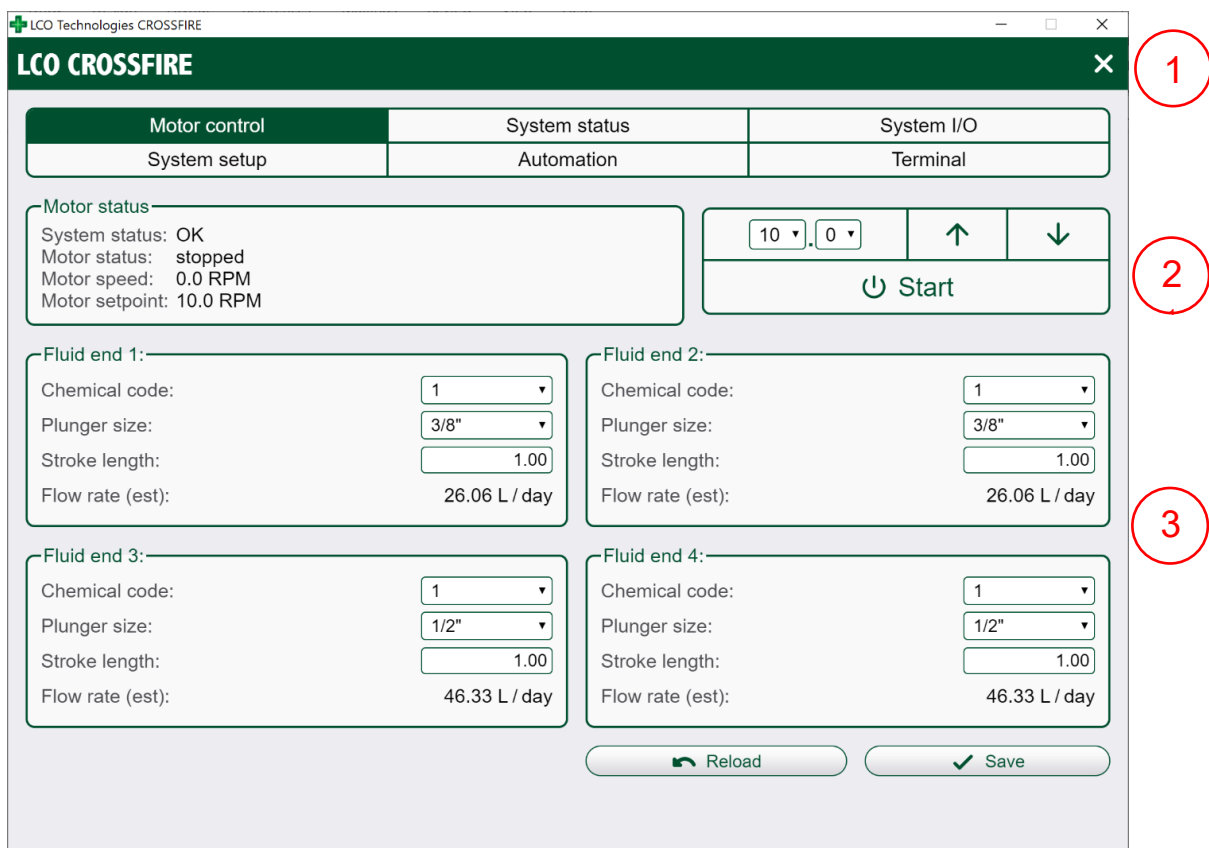 LCO Technologies CROSSFIRE
LCO CROSSFIRE
1
Motor control System status System I/O
System setup Automation Terminal
Motor status
System status: OK
Motor status: stopped
Motor speed: 0.0 RPM
Motor setpoint: 10.0 RPM
10 . 0
Start
2
Fluid end 1:
Chemical code: 1
Plunger size: 3/8"
Stroke length: 1.00
Flow rate (est): 26.06 L / day
Fluid end 2:
Chemical code: 1
Plunger size: 3/8"
Stroke length: 1.00
Flow rate (est): 26.06 L / day
3
Fluid end 3:
Chemical code: 1
Plunger size: 1/2"
Stroke length: 1.00
Flow rate (est): 46.33 L / day
Fluid end 4:
Chemical code: 1
Plunger size: 1/2"
Stroke length: 1.00
Flow rate (est): 46.33 L / day
Reload Save